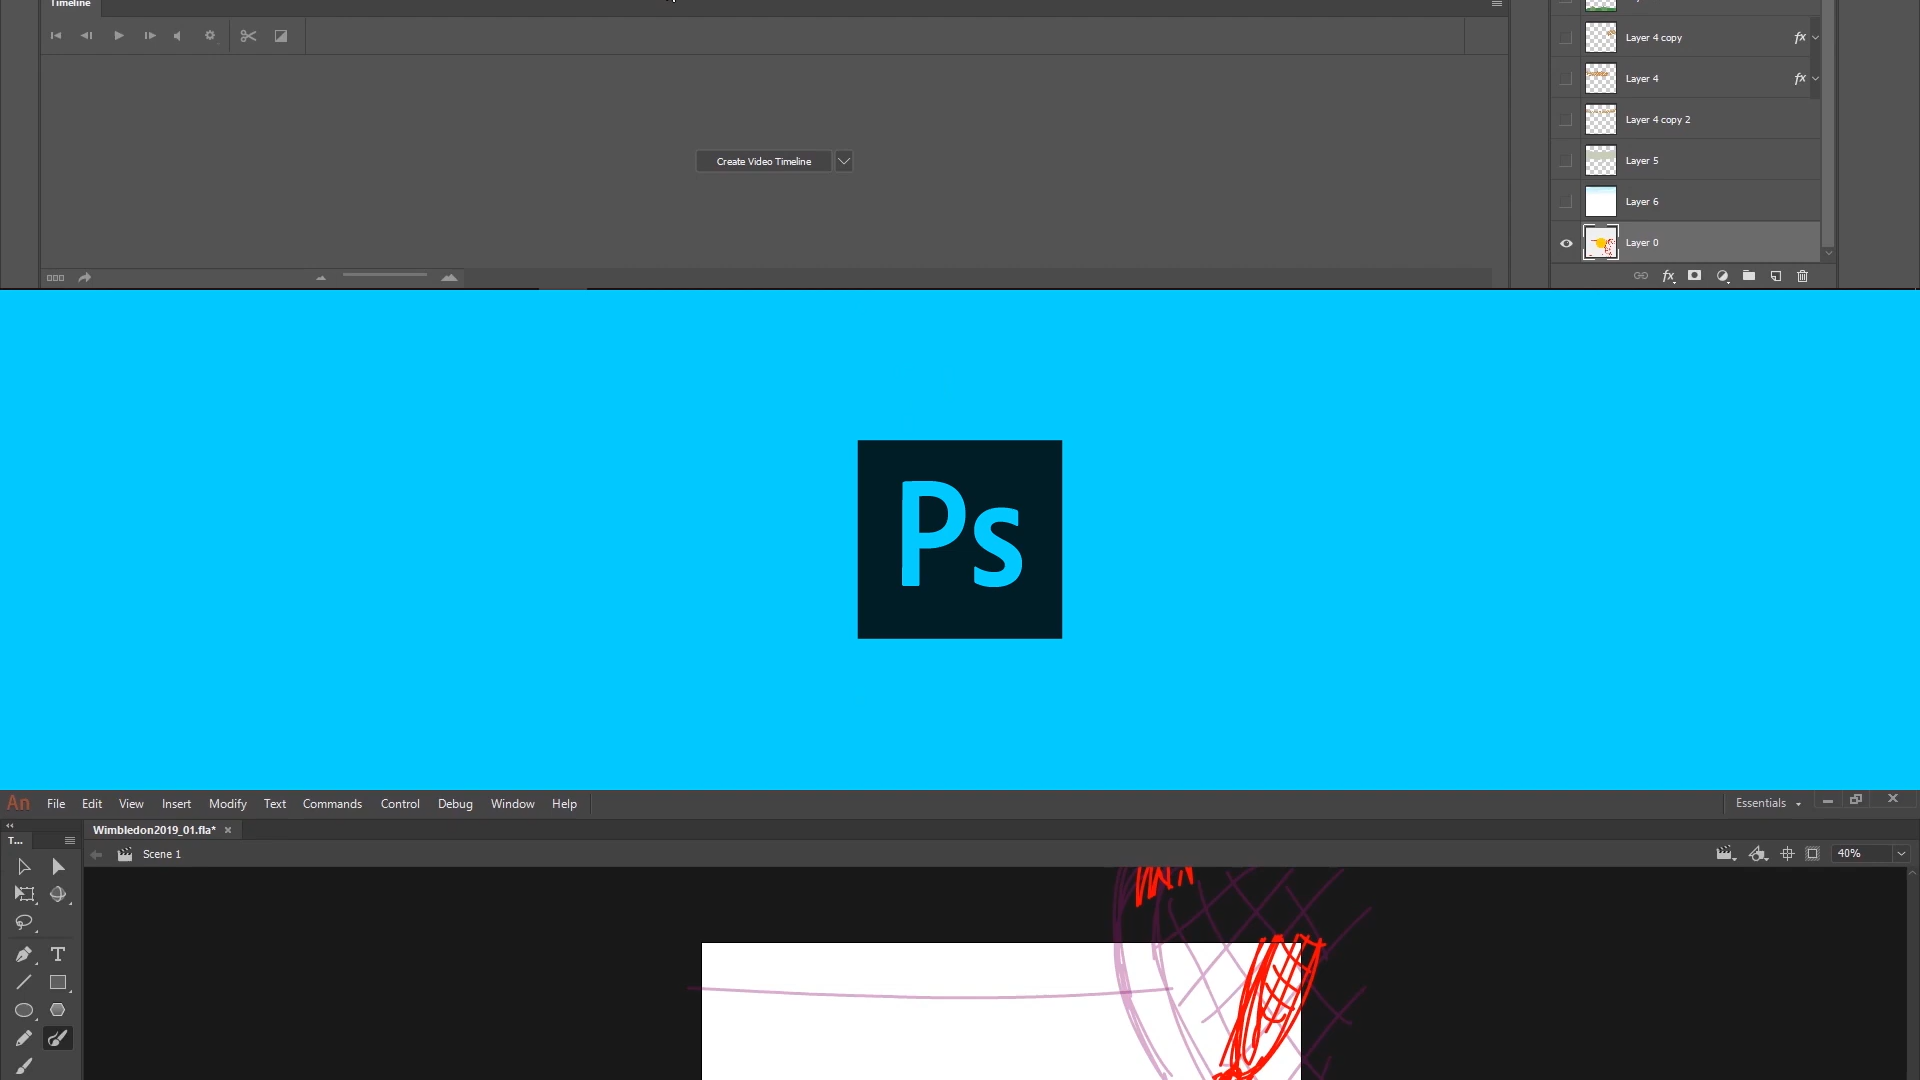 Timeline
Layer 4 copy fx
Layer 4 fx
Layer 4 copy 2
Create Video Timeline
Layer 5
Layer 6
Layer 0
fx
Ps
An File Edit View Insert Modify Text Commands Control Debug Window Help Essentials
Wimbledon2019_01.fla*
T...
Scene 1
40%
T